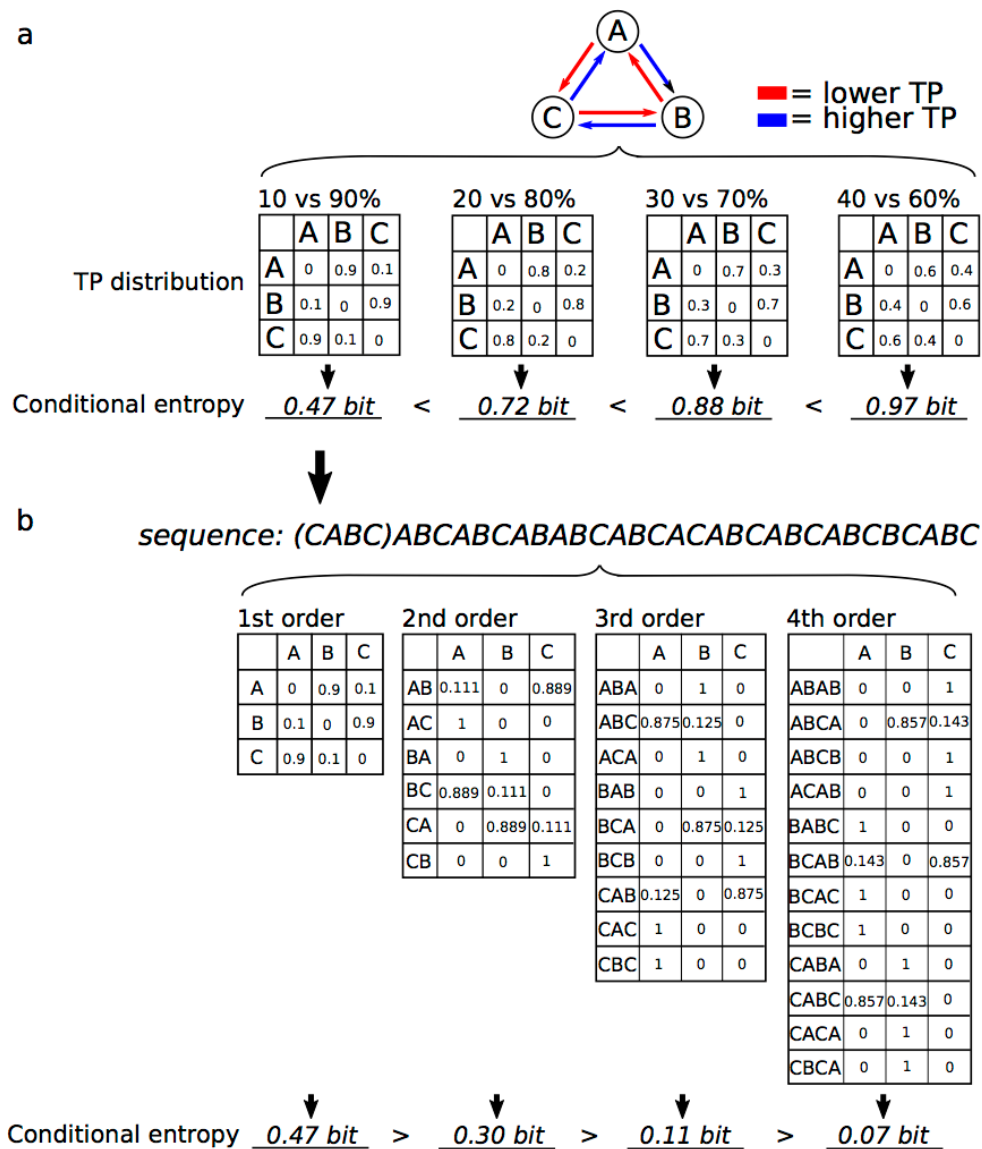 a
A
C
B
= lower TP
= higher TP
10 vs 90%
A B C
A 0 0.9 0.1
B 0.1 0 0.9
C 0.9 0.1 0
20 vs 80%
A B C
A 0 0.8 0.2
B 0.2 0 0.8
C 0.8 0.2 0
30 vs 70%
A B C
A 0 0.7 0.3
B 0.3 0 0.7
C 0.7 0.3 0
40 vs 60%
A B C
A 0 0.6 0.4
B 0.4 0 0.6
C 0.6 0.4 0
TP distribution
Conditional entropy 0.47 bit < 0.72 bit < 0.88 bit < 0.97 bit
b
sequence: (CABC)ABCABCABABCABCACABCABCABCBCABC
1st order
A B C
A 0 0.9 0.1
B 0.1 0 0.9
C 0.9 0.1 0
2nd order
A B C
AB 0.111 0 0.889
AC 1 0 0
BA 0 1 0
BC 0.889 0.111 0
CA 0 0.889 0.111
CB 0 0 1
3rd order
A B C
ABA 0 1 0
ABC 0.875 0.125 0
ACA 0 1 0
BAB 0 0 1
BCA 0 0.875 0.125
BCB 0 0 1
CAB 0.125 0 0.875
CAC 1 0 0
CBC 1 0 0
4th order
A B C
ABAB 0 0 1
ABCA 0 0.857 0.143
ABCB 0 0 1
ACAB 0 0 1
BABC 1 0 0
BCAB 0.143 0 0.857
BCAC 1 0 0
BCBC 1 0 0
CABA 0 1 0
CABC 0.857 0.143 0
CACA 0 1 0
CBCA 0 1 0
Conditional entropy 0.47 bit > 0.30 bit > 0.11 bit > 0.07 bit